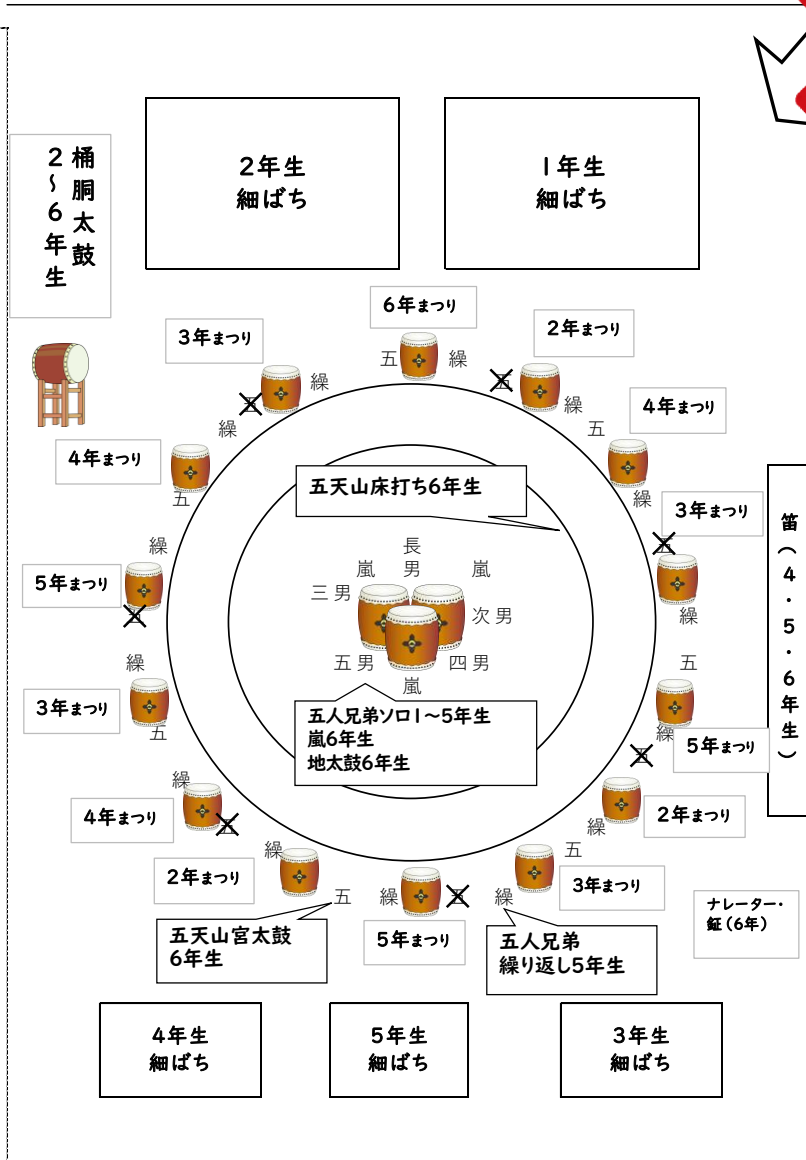 2年生
細ばち
1年生
細ばち
桶胴太鼓
2〜6年生
6年まつり
五
繰
3年まつり
繰
五
2年まつり
五
繰
4年まつり
繰
五
4年まつり
五
繰
3年まつり
五
繰
五天山床打ち6年生
笛（4・5・6年生）
5年まつり
繰
五
長男
嵐
嵐
三男
次男
五男
四男
嵐
3年まつり
繰
五
五
繰
5年まつり
五人兄弟ソロ1〜5年生
嵐6年生
地太鼓6年生
4年まつり
繰
五
五
繰
2年まつり
2年まつり
繰
五
五天山宮太鼓
6年生
繰
五
5年まつり
五
繰
3年まつり
五人兄弟
繰り返し5年生
ナレーター・
鉦（6年）
4年生
細ばち
5年生
細ばち
3年生
細ばち